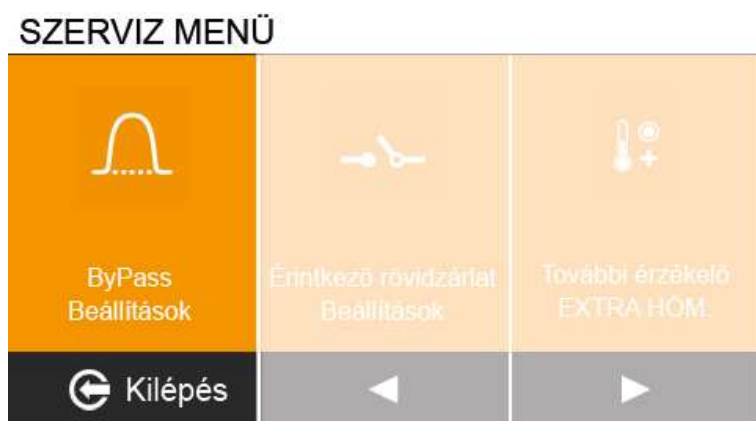 SZERVIZ MENÜ
ByPass
Beállítások
Érintkező rövidzárlat
Beállítások
További érzékelő
EXTRA HŐM.
Kilépés